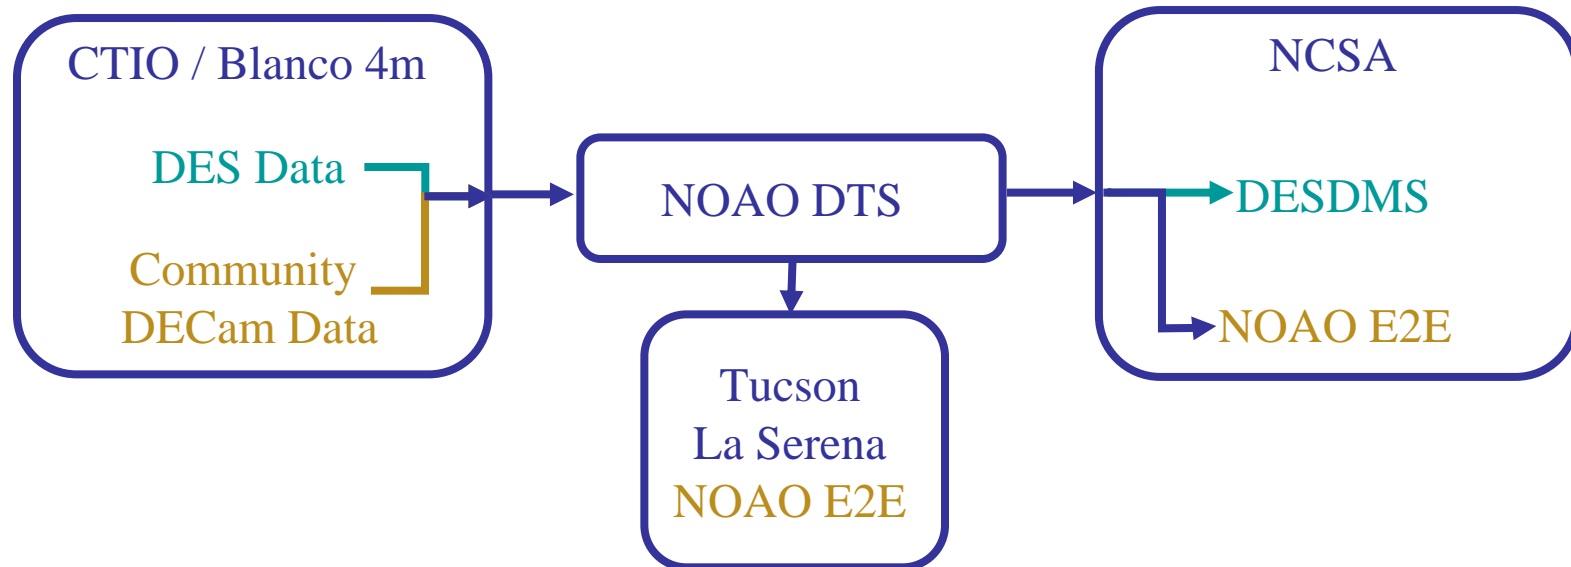 CTIO / Blanco 4m
DES Data
Community
DECam Data
NOAO DTS
Tucson
La Serena
NOAO E2E
NCSA
DESDMS
NOAO E2E